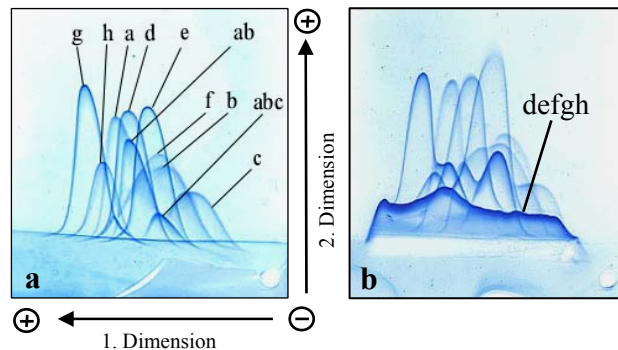 g h a d e ab
f b abc
c
a
+
2. Dimension
+ −
1. Dimension
defgh
b